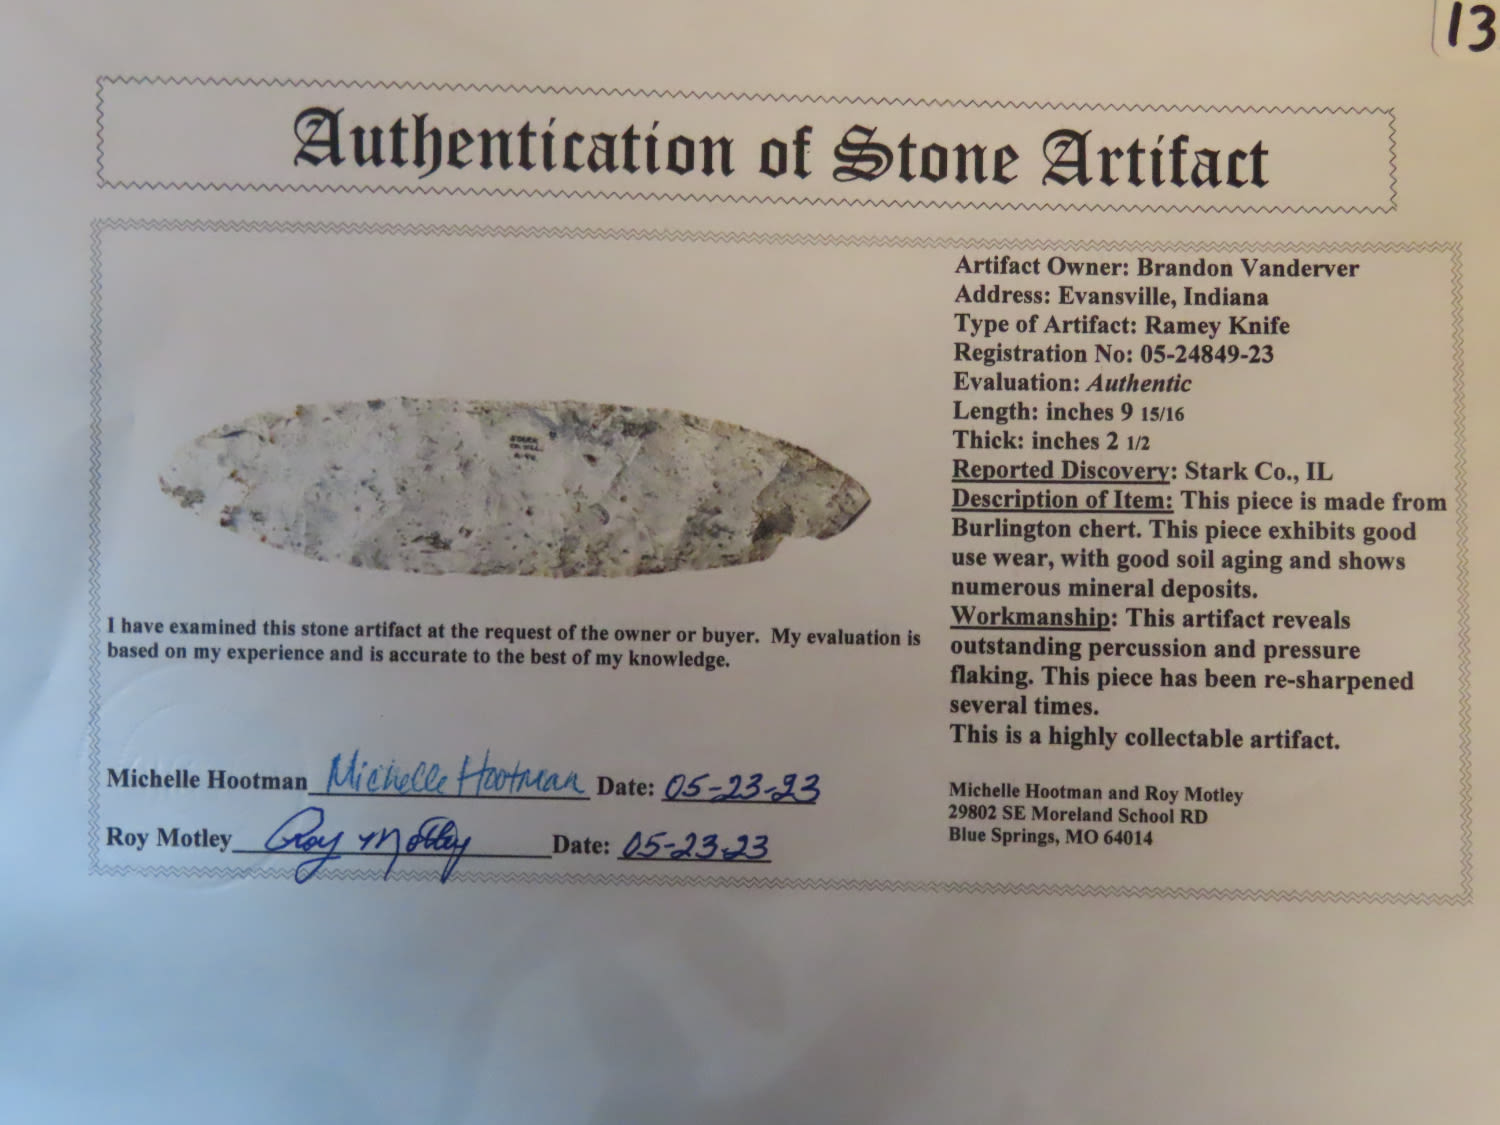 13
Authentication of Stone Artifact
Artifact Owner: Brandon Vanderver
Address: Evansville, Indiana
Type of Artifact: Ramey Knife
Registration No: 05-24849-23
Evaluation: Authentic
Length: inches 9 15/16
Thick: inches 2 1/2
Reported Discovery: Stark Co., IL
Description of Item: This piece is made from
Burlington chert. This piece exhibits good
use wear, with good soil aging and shows
numerous mineral deposits.
Workmanship: This artifact reveals
outstanding percussion and pressure
flaking. This piece has been re-sharpened
several times.
This is a highly collectable artifact.
STARK
CO. ILL.
I have examined this stone artifact at the request of the owner or buyer. My evaluation is
based on my experience and is accurate to the best of my knowledge.
Michelle Hootman Michelle Hootman Date: 05-23-23
Roy Motley Roy Motley Date: 05-23-23
Michelle Hootman and Roy Motley
29802 SE Moreland School RD
Blue Springs, MO 64014